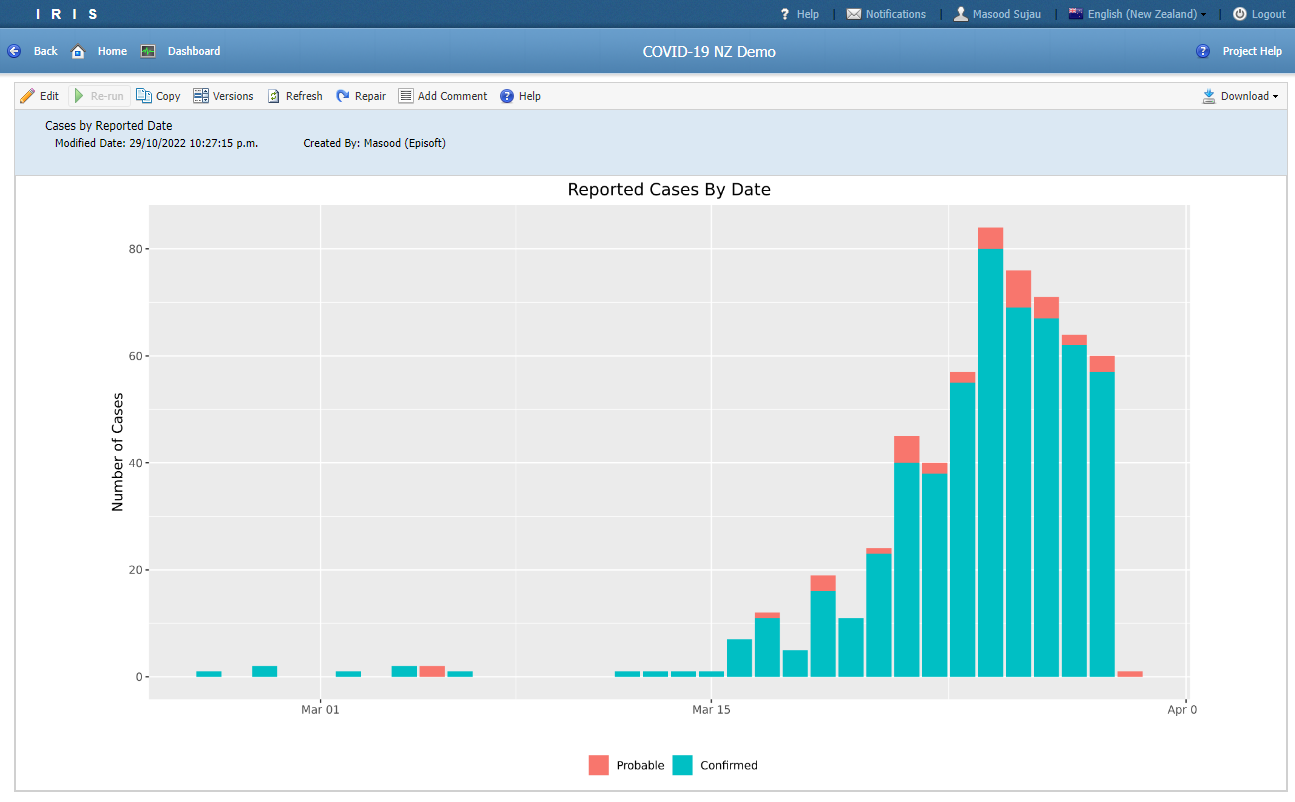 I R I S
? Help | Notifications | Masood Sujau | English (New Zealand) | Logout
Back Home Dashboard COVID-19 NZ Demo ? Project Help
Edit Re-run Copy Versions Refresh Repair Add Comment ? Help Download
Cases by Reported Date
Modified Date: 29/10/2022 10:27:15 p.m. Created By: Masood (Episoft)
Reported Cases By Date
Number of Cases
80
60
40
20
0
Mar 01 Mar 15 Apr 0
Probable Confirmed